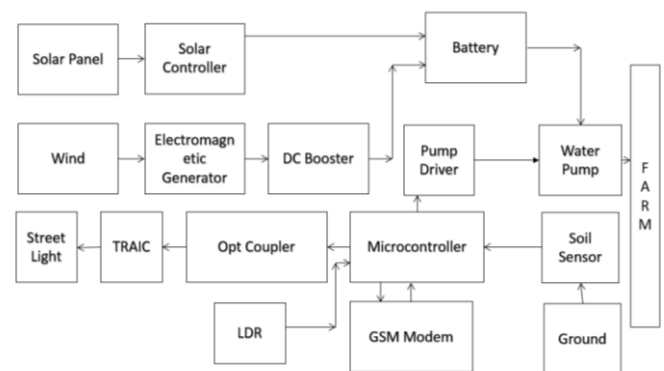 Solar Panel
Solar
Controller
Battery
Wind
Electromagn
etic
Generator
DC Booster
Pump
Driver
Water
Pump
F
A
R
M
Street
Light
TRAIC
Opt Coupler
Microcontroller
Soil
Sensor
LDR
GSM Modem
Ground